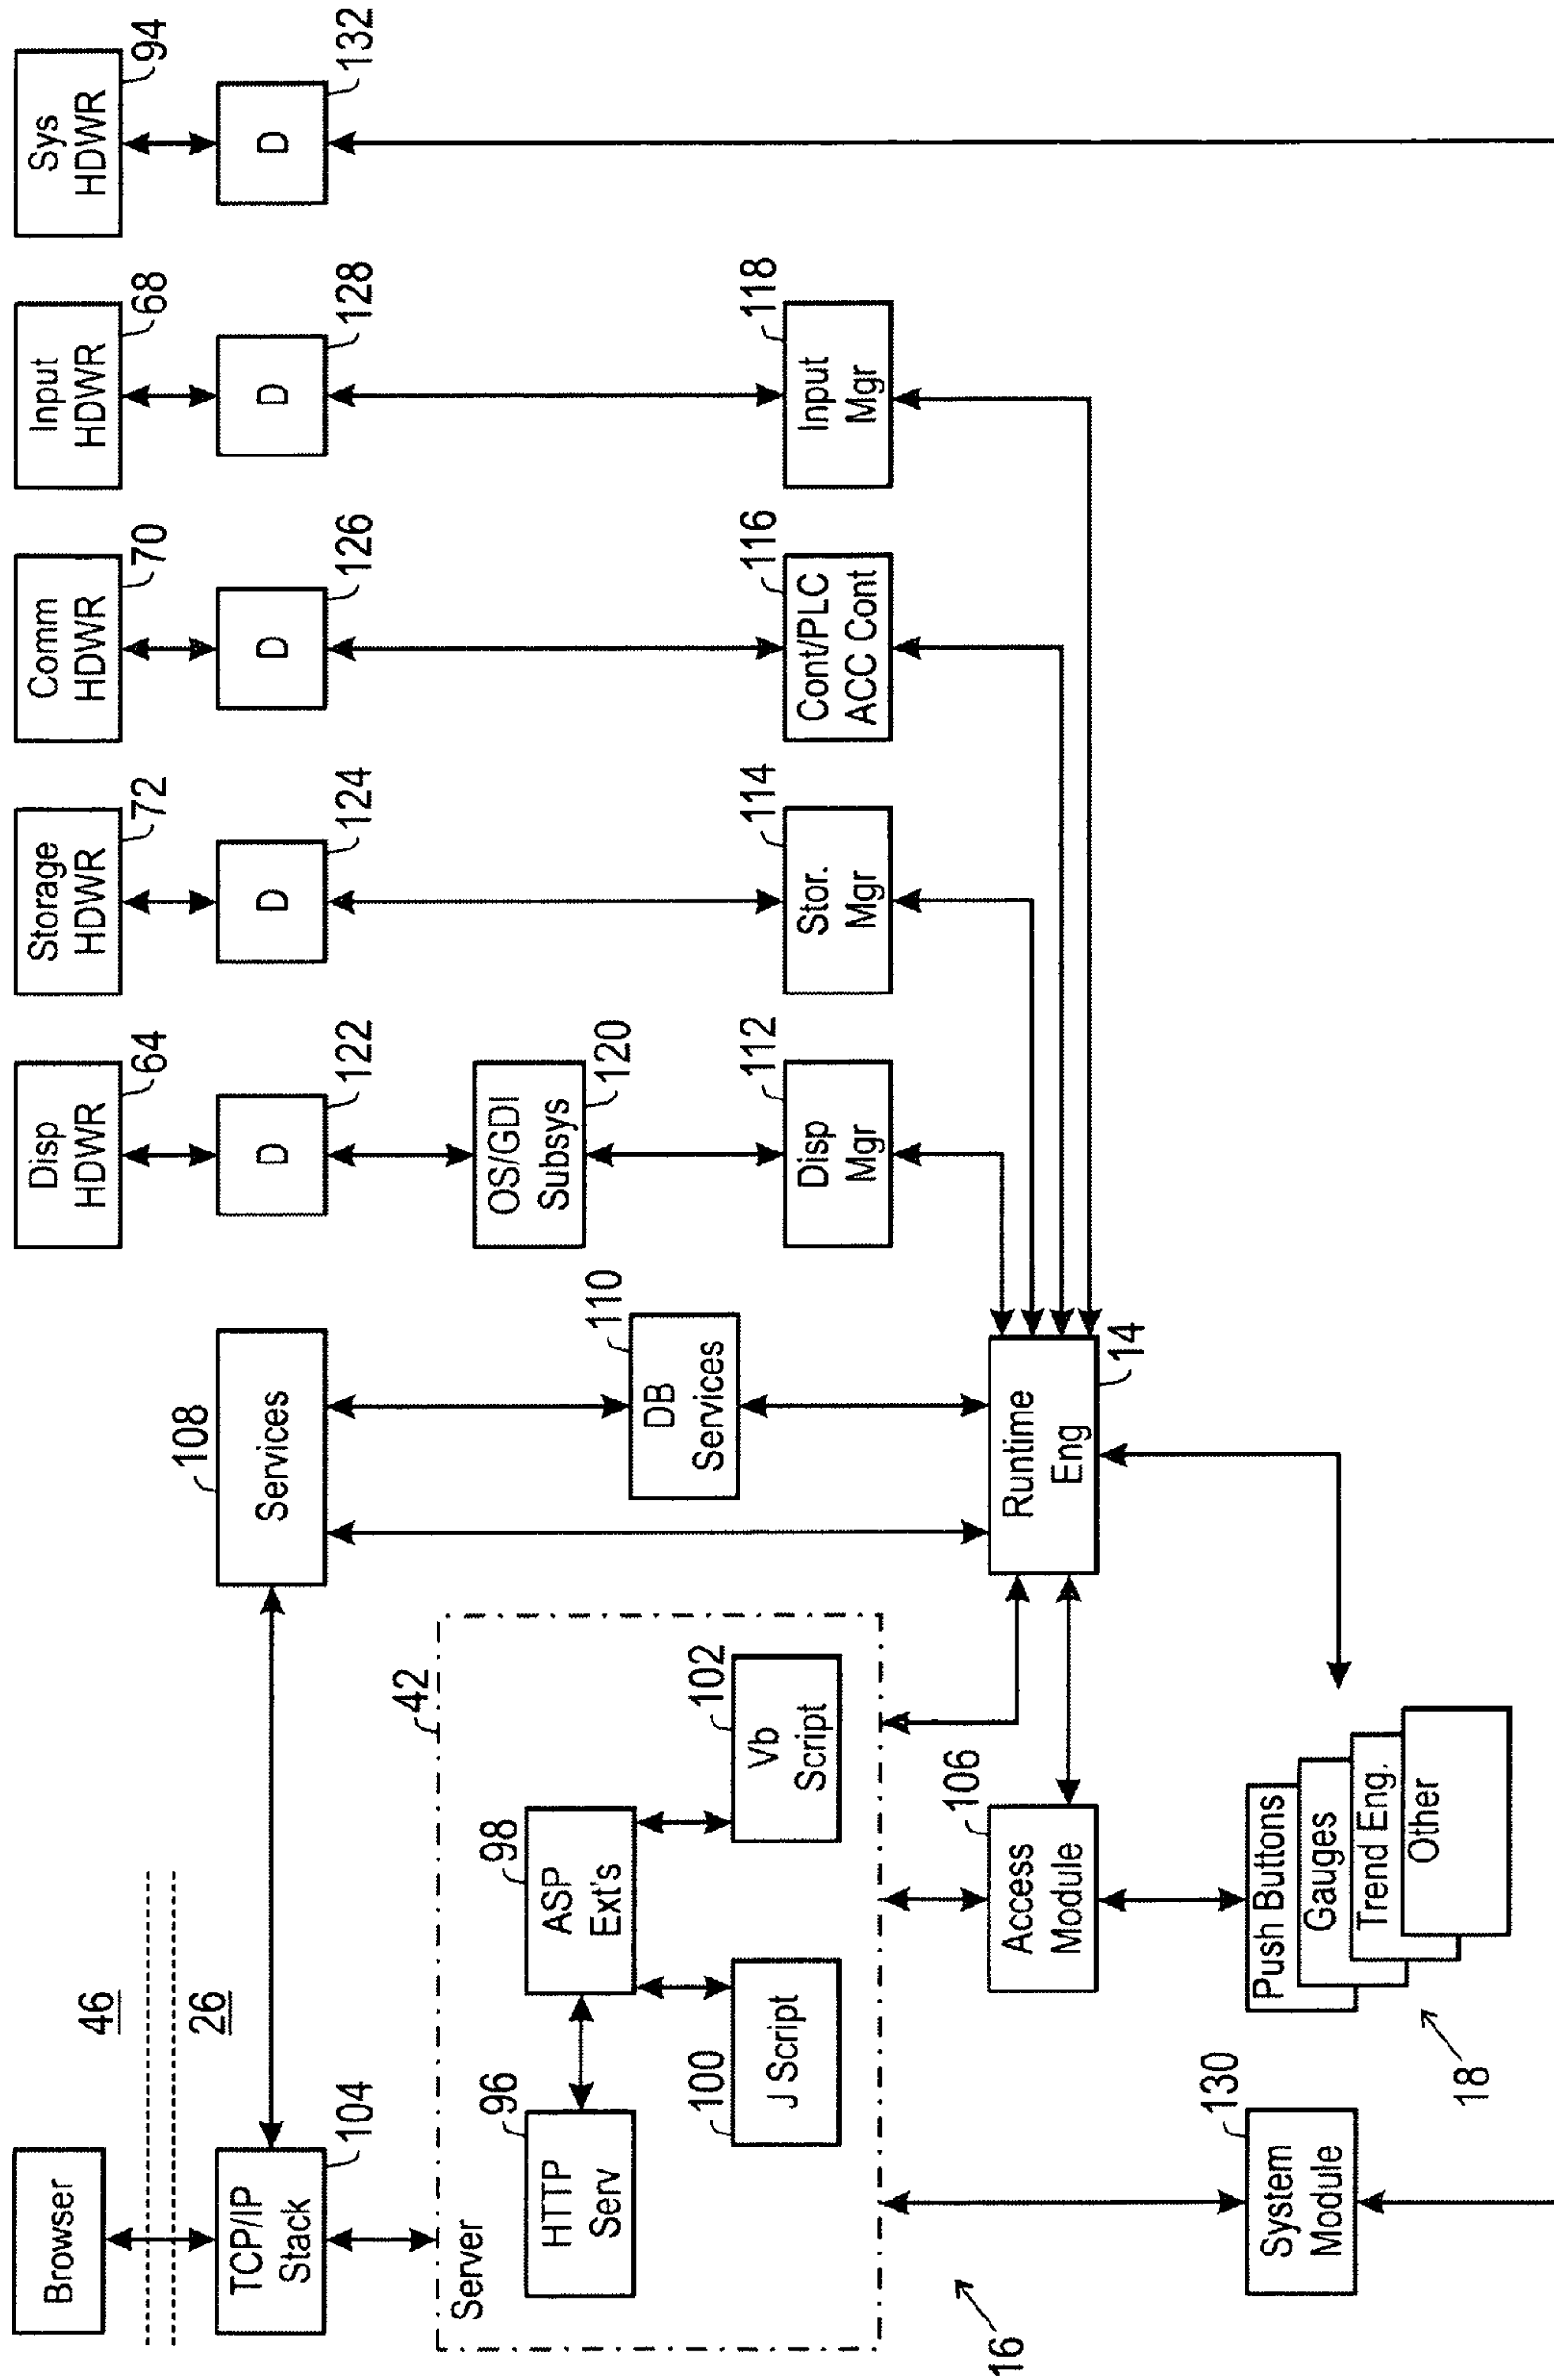 46
26
Browser
TCP/IP
Stack
104
Services
108
Disp
HDWR
64
D
122
Storage
HDWR
72
D
124
Comm
HDWR
70
D
126
Input
HDWR
68
D
128
Sys
HDWR
94
D
132
Server
42
HTTP
Serv
96
ASP
Ext's
98
J Script
100
Vb
Script
102
DB
Services
110
OS/GDI
Subsys
120
Disp
Mgr
112
Stor.
Mgr
114
Cont/PLC
ACC Cont
116
Input
Mgr
118
16
Access
Module
106
Runtime
Eng
14
System
Module
130
Push Buttons
Gauges
Trend Eng.
Other
18